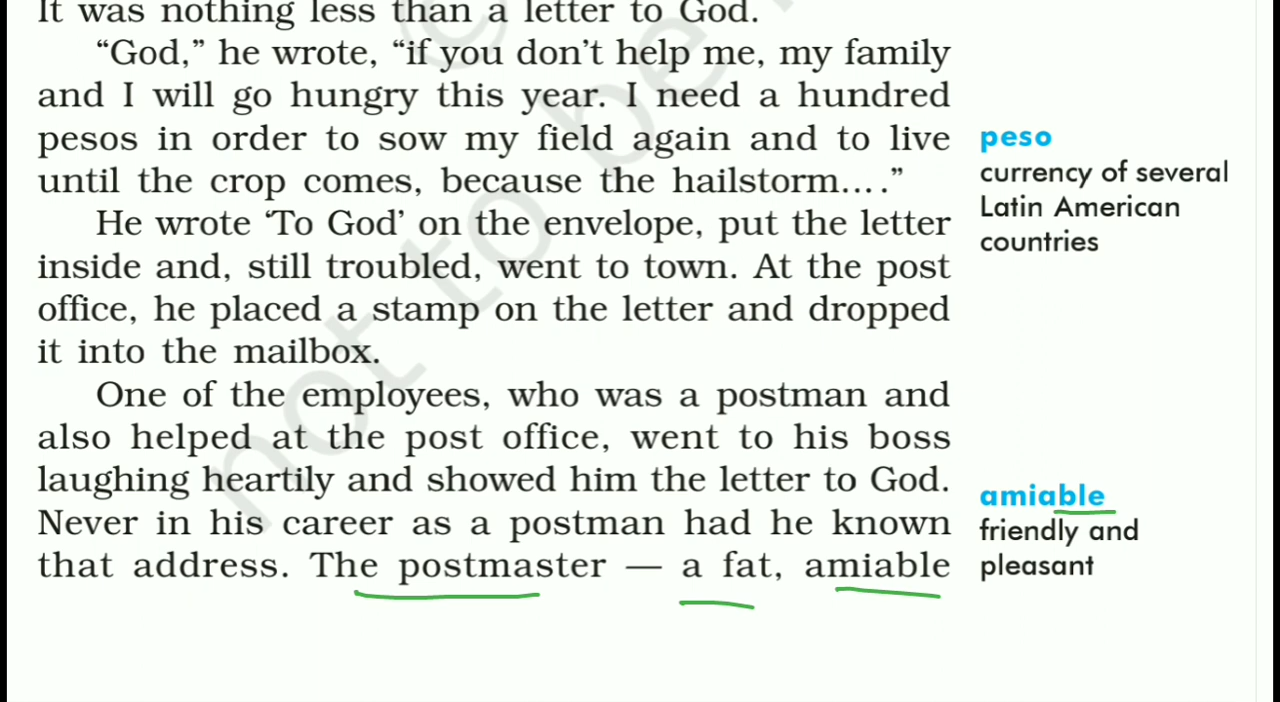 It was nothing less than a letter to God.
“God,” he wrote, “if you don’t help me, my family
and I will go hungry this year. I need a hundred
pesos in order to sow my field again and to live
until the crop comes, because the hailstorm....”
He wrote ‘To God’ on the envelope, put the letter
inside and, still troubled, went to town. At the post
office, he placed a stamp on the letter and dropped
it into the mailbox.
One of the employees, who was a postman and
also helped at the post office, went to his boss
laughing heartily and showed him the letter to God.
Never in his career as a postman had he known
that address. The postmaster — a fat, amiable
peso
currency of several
Latin American
countries
amiable
friendly and
pleasant
©
not to be